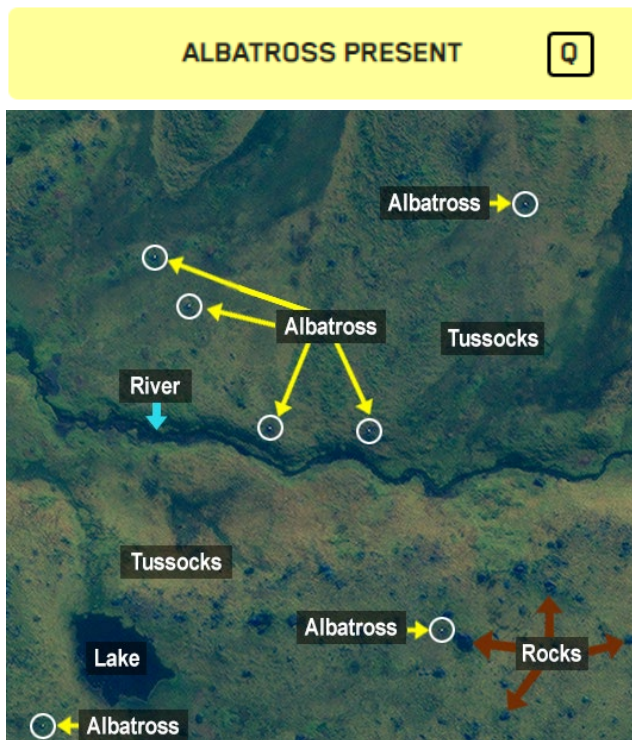 ALBATROSS PRESENT Q
Albatross
Albatross
Tussocks
River
Tussocks
Albatross
Rocks
Lake
Albatross